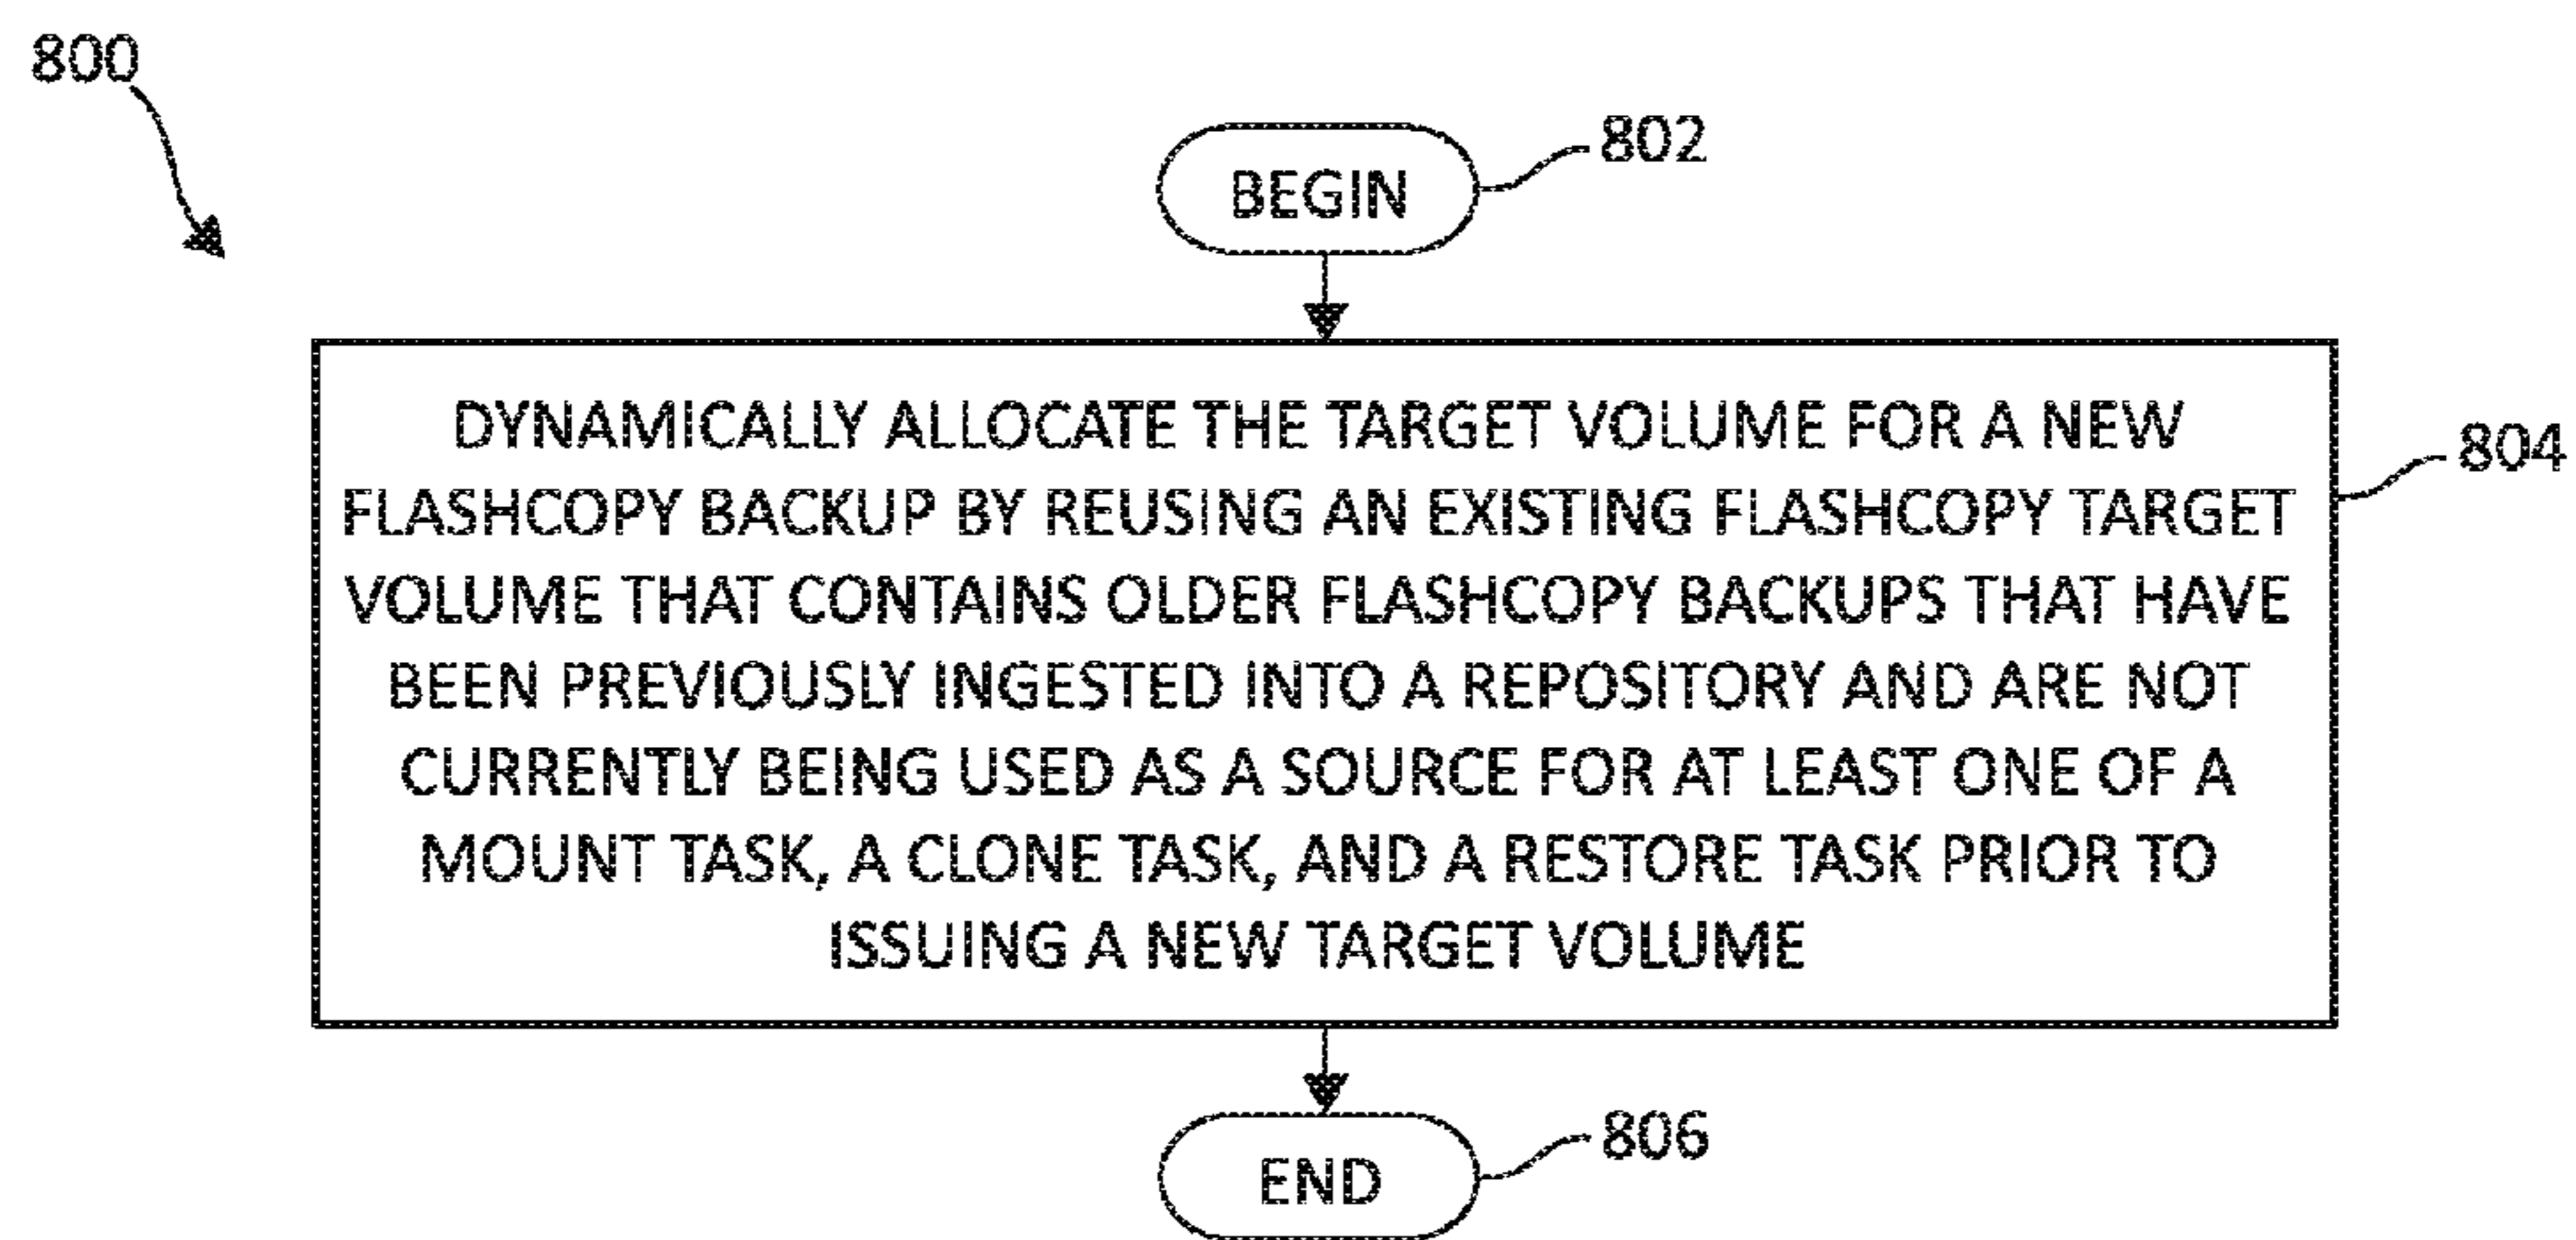 800
802
BEGIN
DYNAMICALLY ALLOCATE THE TARGET VOLUME FOR A NEW
FLASHCOPY BACKUP BY REUSING AN EXISTING FLASHCOPY TARGET
VOLUME THAT CONTAINS OLDER FLASHCOPY BACKUPS THAT HAVE
BEEN PREVIOUSLY INGESTED INTO A REPOSITORY AND ARE NOT
CURRENTLY BEING USED AS A SOURCE FOR AT LEAST ONE OF A
MOUNT TASK, A CLONE TASK, AND A RESTORE TASK PRIOR TO
ISSUING A NEW TARGET VOLUME
804
806
END